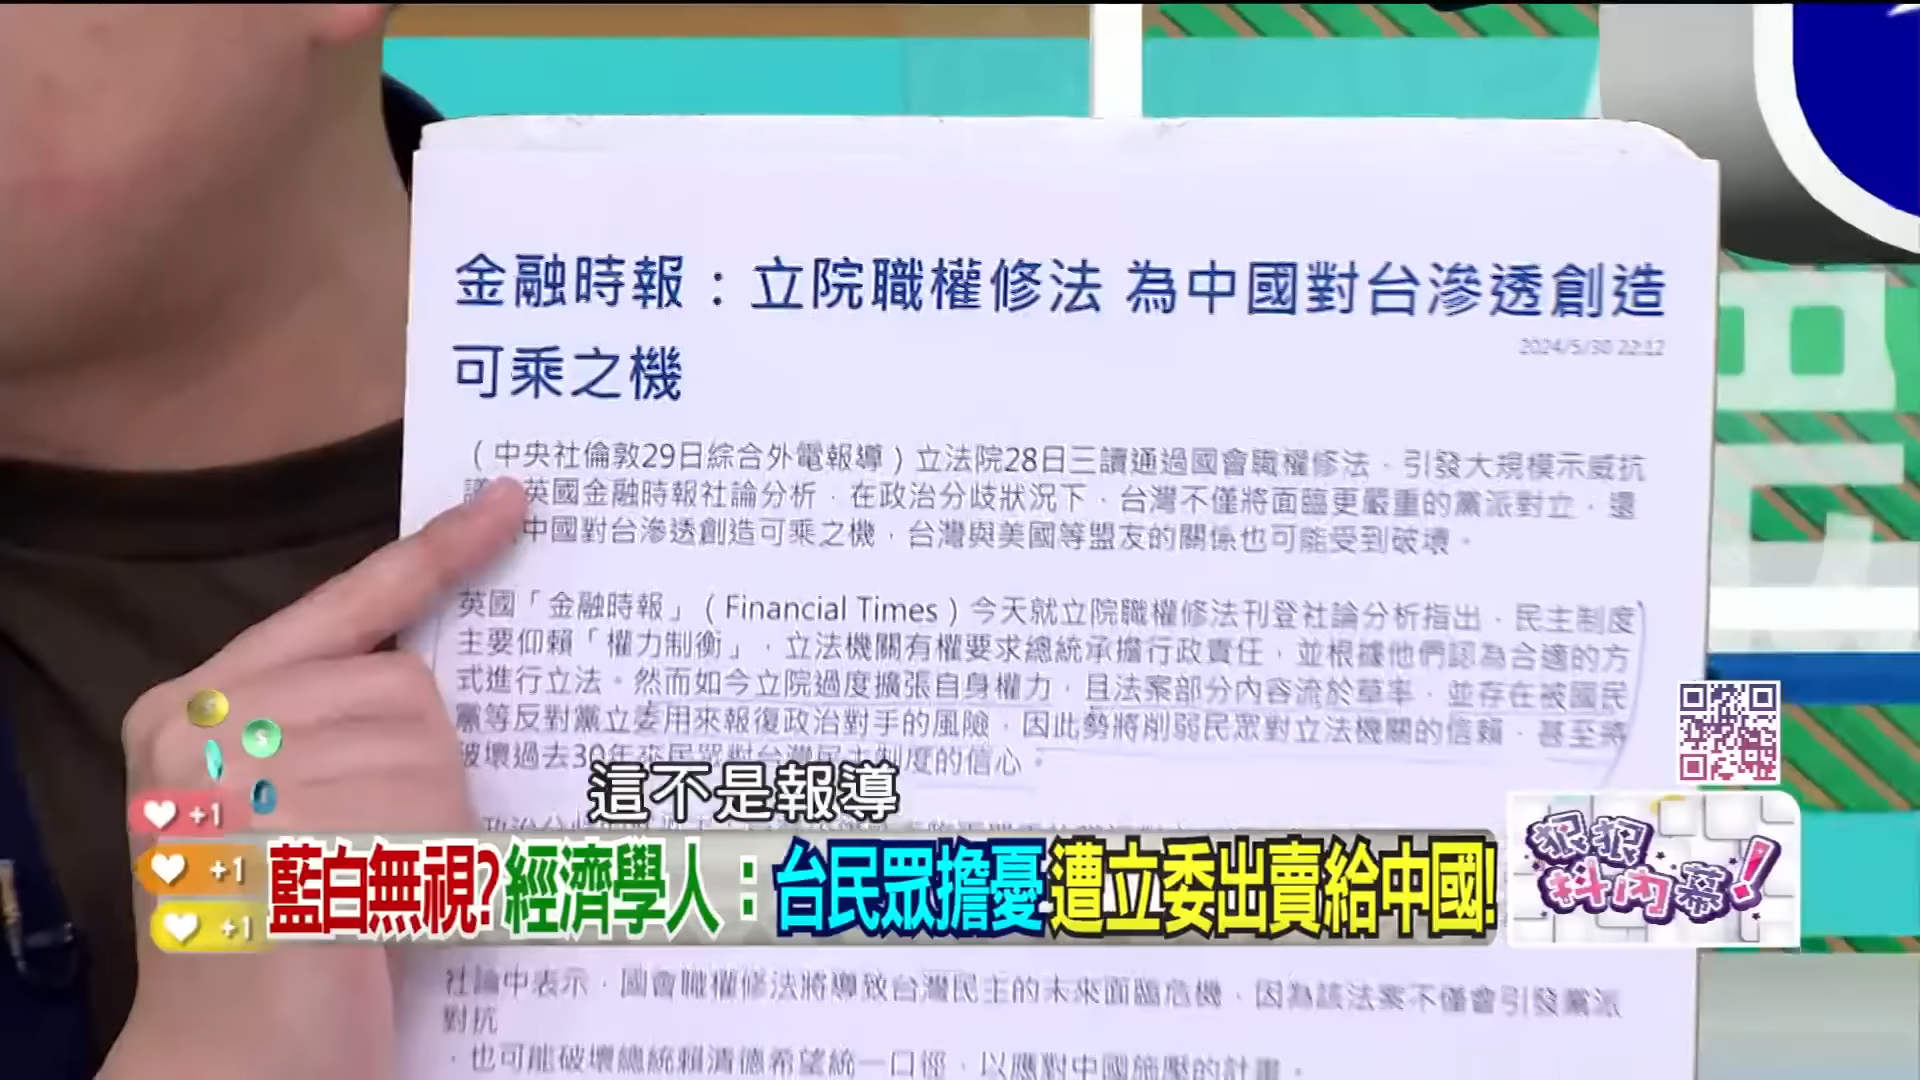 金融時報：立院職權修法 為中國對台滲透創造
可乘之機
2024/5/30 22:12
（中央社倫敦29日綜合外電報導）立法院28日三讀通過國會職權修法，引發大規模示威抗
議 英國金融時報社論分析，在政治分歧狀況下，台灣不僅將面臨更嚴重的黨派對立，還
中國對台滲透創造可乘之機，台灣與美國等盟友的關係也可能受到破壞。
英國「金融時報」（Financial Times）今天就立院職權修法刊登社論分析指出，民主制度
主要仰賴「權力制衡」，立法機關有權要求總統承擔行政責任，並根據他們認為合適的方
式進行立法。然而如今立院過度擴張自身權力，且法案部分內容流於草率，並存在被國民
黨等反對黨立委用來報復政治對手的風險，因此勢將削弱民眾對立法機關的信賴，甚至將
破壞過去30年來民眾對台灣民主制度的信心。
這不是報導
+1
+1
+1
藍白無視?經濟學人：台民眾擔憂遭立委出賣給中國!
狠狠
抖內幕!
社論中表示，國會職權修法將導致台灣民主的未來面臨危機，因為該法案不僅會引發黨派
對抗
，也可能破壞總統賴清德希望統一口徑，以應對中國施壓的計畫。